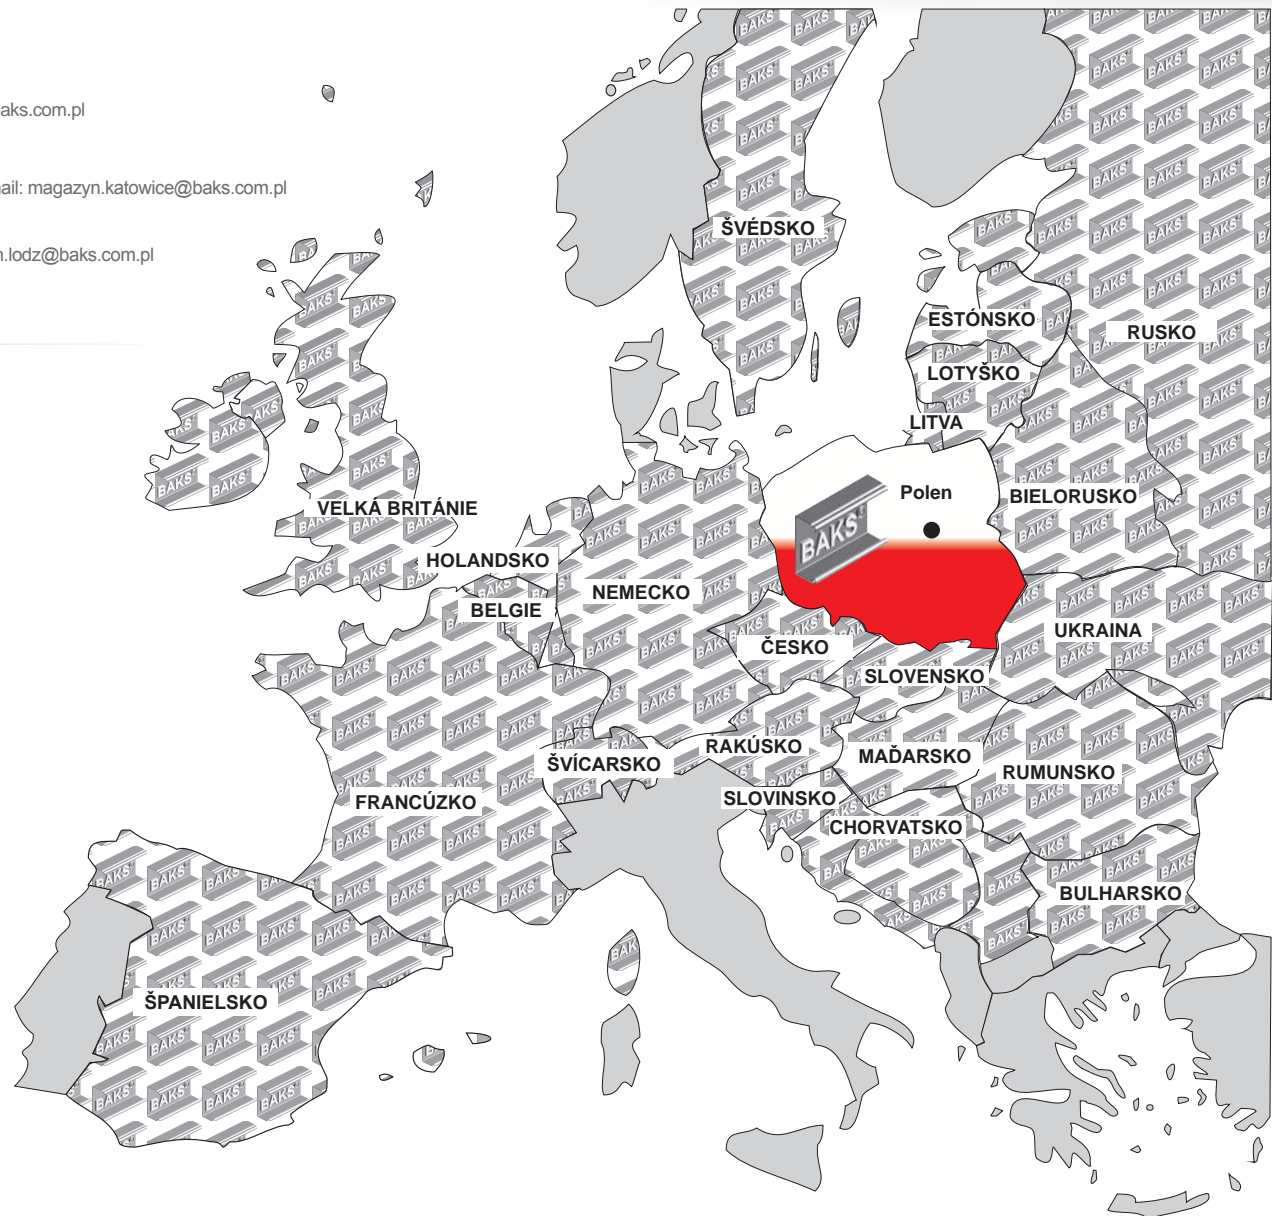 aks.com.pl
ail: magazyn.katowice@baks.com.pl
n.lodz@baks.com.pl
ŠVÉDSKO
ESTÓNSKO
RUSKO
LOTYŠKO
LITVA
Polen
BIELORUSKO
BAKS
VELKÁ BRITÁNIE
HOLANDSKO
NEMECKO
BELGIE
UKRAINA
ČESKO
SLOVENSKO
RAKÚSKO
MAĎARSKO
ŠVÍCARSKO
RUMUNSKO
SLOVINSKO
FRANCÚZKO
CHORVATSKO
BULHARSKO
ŠPANIELSKO